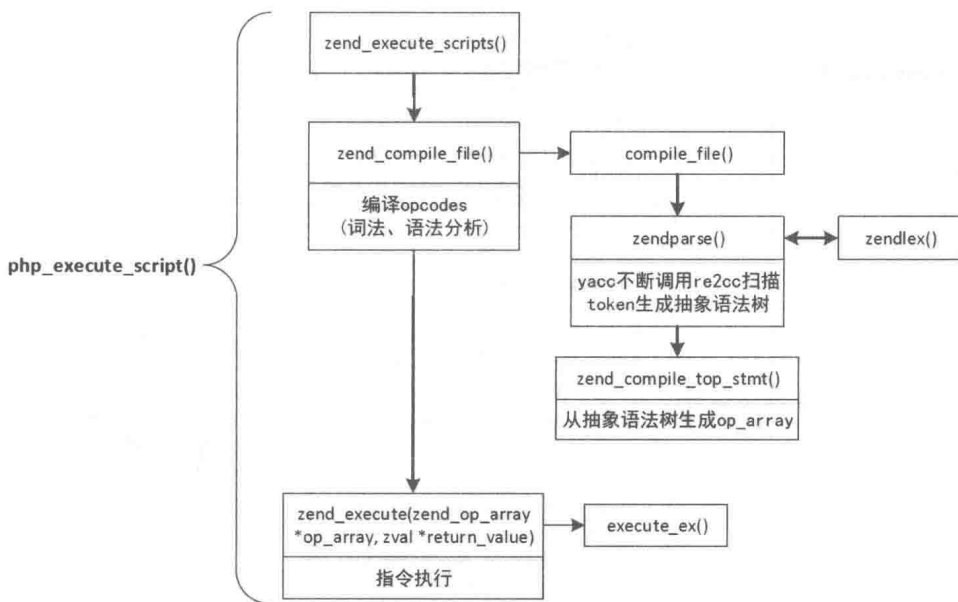 zend_execute_scripts()
zend_compile_file()
compile_file()
编译opcodes
(词法、语法分析)
zendparse()
zendlex()
php_execute_script()
yacc不断调用re2cc扫描
token生成抽象语法树
zend_compile_top_stmt()
从抽象语法树生成op_array
zend_execute(zend_op_array
*op_array, zval *return_value)
execute_ex()
指令执行